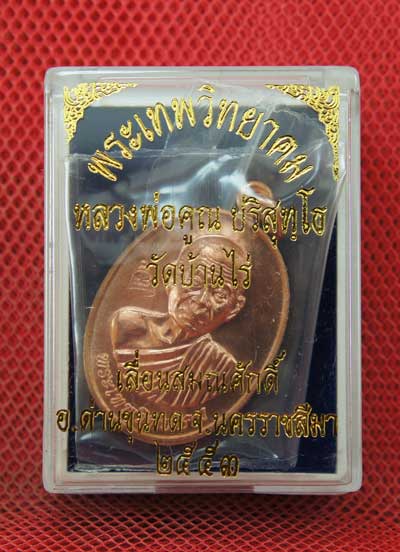 พระเทพวิทยาคม
หลวงพ่อคูณ ปริสุทฺโธ
วัดบ้านไร่
เลื่อนสมณศักดิ์
อ.ด่านขุนทด จ.นครราชสีมา
๒๕๕๓